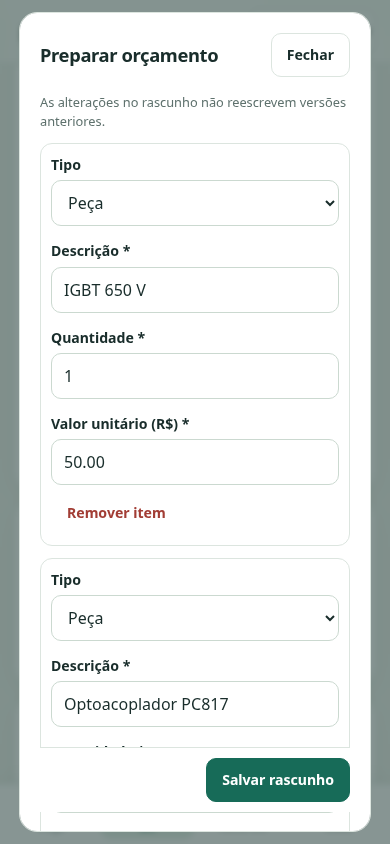 Preparar orçamento
Fechar
As alterações no rascunho não reescrevem versões
anteriores.
Tipo
Peça
Descrição *
IGBT 650 V
Quantidade *
1
Valor unitário (R$) *
50.00
Remover item
Tipo
Peça
Descrição *
Optoacoplador PC817
Salvar rascunho